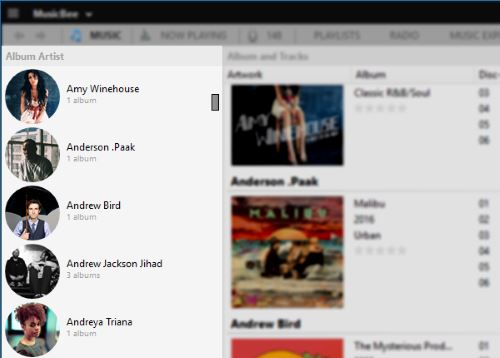 MusicBee
MUSIC
NOW PLAYING
148
PLAYLISTS
RADIO
MUSIC EXP
Album Artist
Album and Tracks
Artwork
Album
Disc
Amy Winehouse
1 album
Classic R&B/Soul
03
04
05
06
AMY
WINEHOUSE
Anderson .Paak
1 album
Anderson .Paak
Andrew Bird
1 album
MALIBU
Malibu
2016
Urban
01
02
03
04
05
06
Andrew Jackson Jihad
3 albums
Andreya Triana
1 album
Andrew Bird
The Mysterious Prod...
01
02